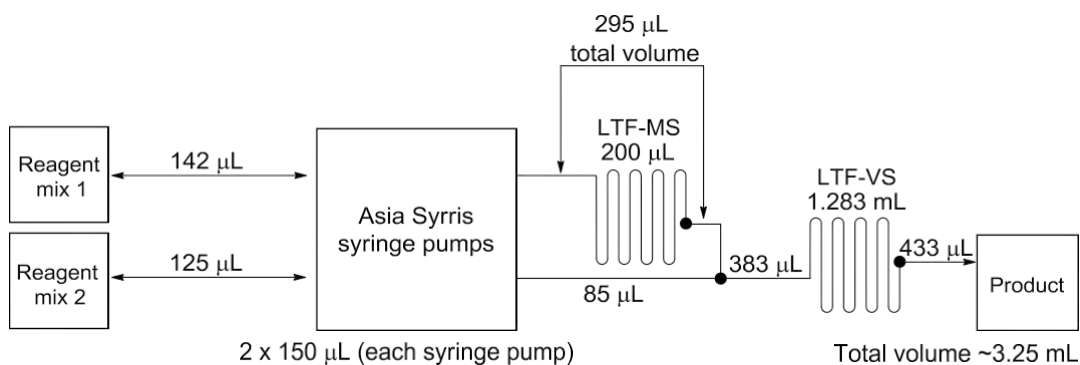 295 μL
total volume
LTF-MS
200 μL
Reagent
mix 1
142 μL
Asia Syrris
syringe pumps
LTF-VS
1.283 mL
Reagent
mix 2
125 μL
85 μL
383 μL
433 μL
Product
2 x 150 μL (each syringe pump)
Total volume ~3.25 mL